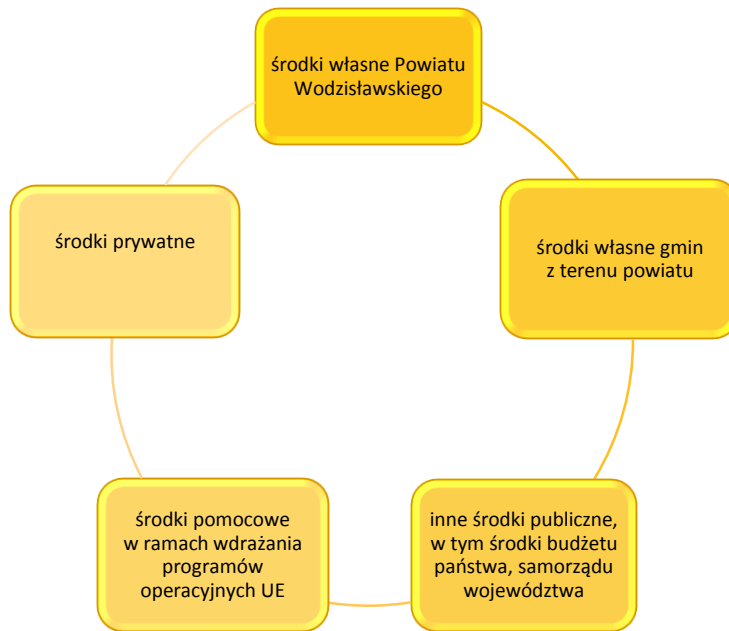 środki własne Powiatu
Wodzisławskiego
środki własne gmin
z terenu powiatu
inne środki publiczne,
w tym środki budżetu
państwa, samorządu
województwa
środki pomocowe
w ramach wdrażania
programów
operacyjnych UE
środki prywatne